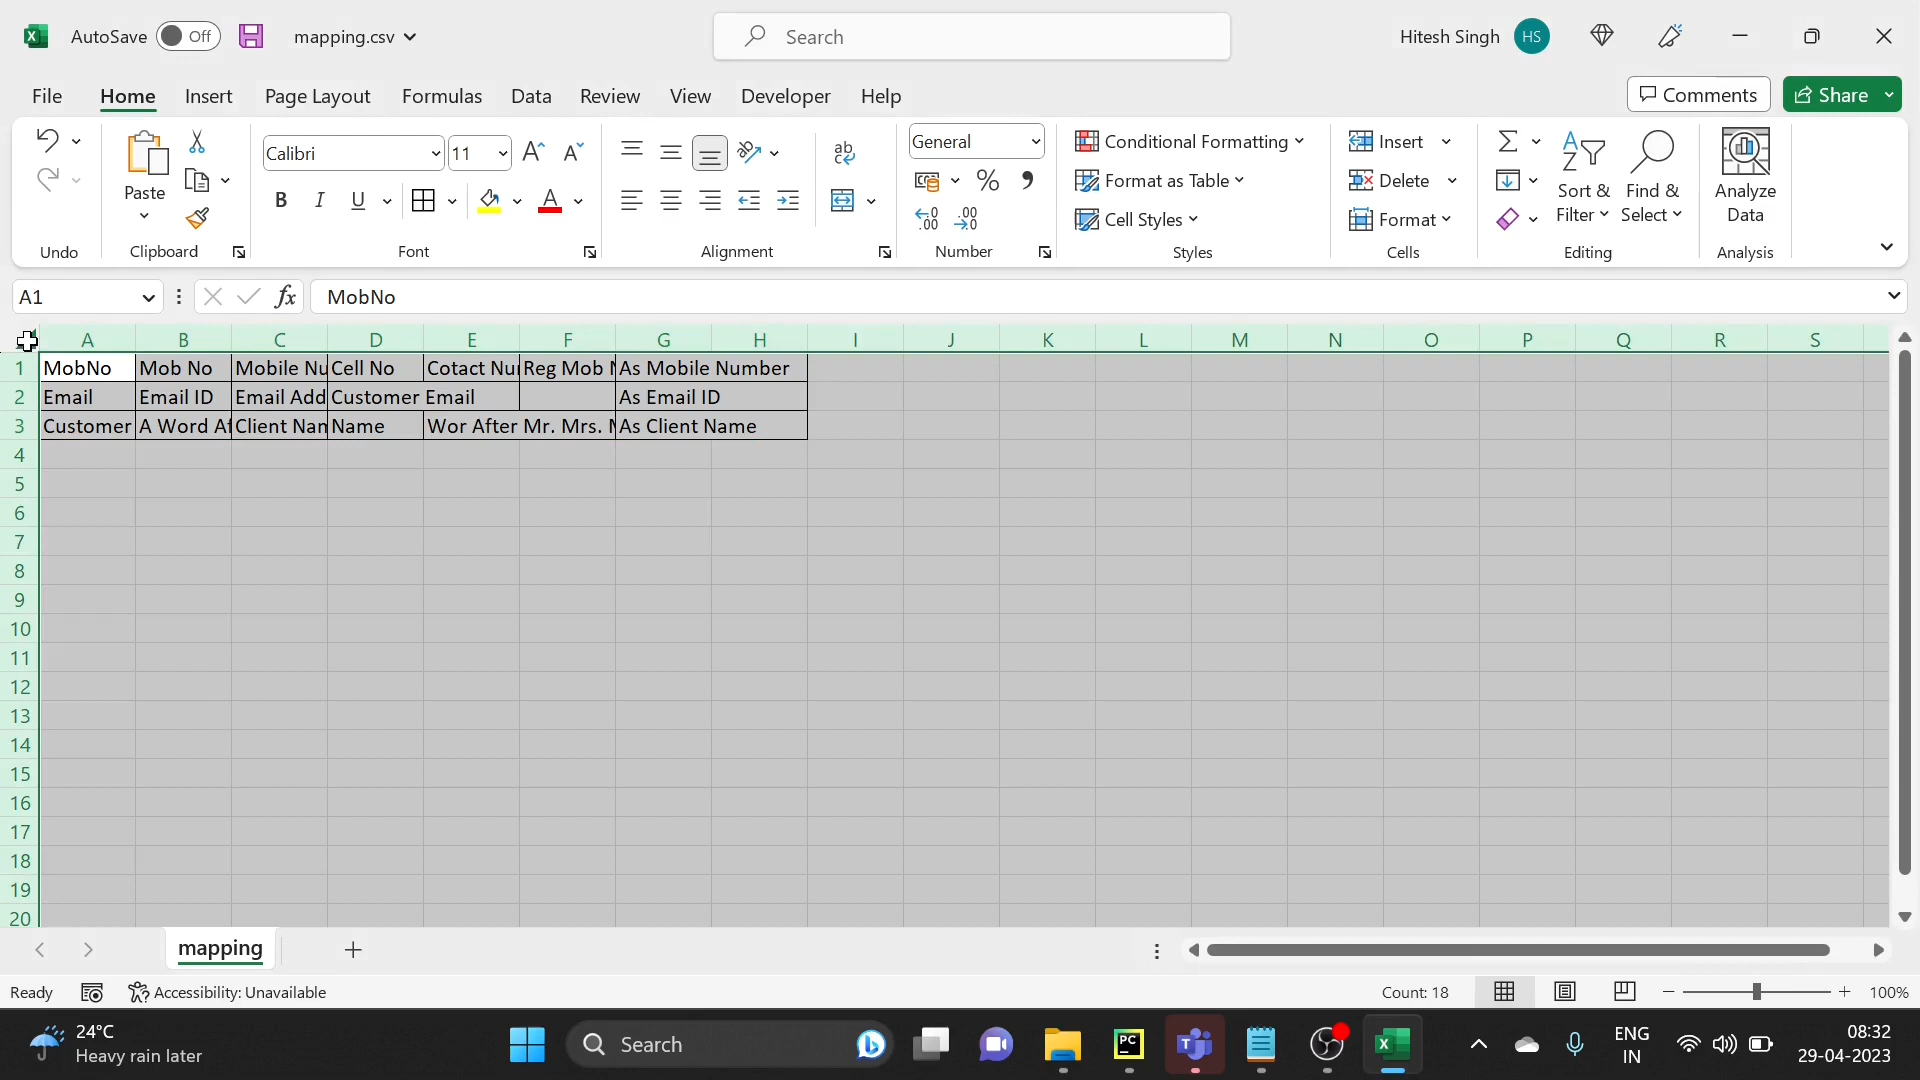 AutoSave Off mapping.csv Search Hitesh Singh HS
File Home Insert Page Layout Formulas Data Review View Developer Help Comments Share
Calibri 11 General Conditional Formatting Insert
Paste Format as Table Delete Sort & Filter Find & Select Analyze Data
B I U Cell Styles Format
Undo Clipboard Font Alignment Number Styles Cells Editing Analysis
A1 fx MobNo
A B C D E F G H I J K L M N O P Q R S
1 MobNo Mob No Mobile Nu Cell No Cotact Nu Reg Mob As Mobile Number
2 Email Email ID Email Add Customer Email As Email ID
3 Customer A Word Af Client Nam Name Wor After Mr. Mrs. As Client Name
4
5
6
7
8
9
10
11
12
13
14
15
16
17
18
19
20
mapping
Ready Accessibility: Unavailable Count: 18 100%
24°C
Heavy rain later
Search
ENG
IN
08:32
29-04-2023